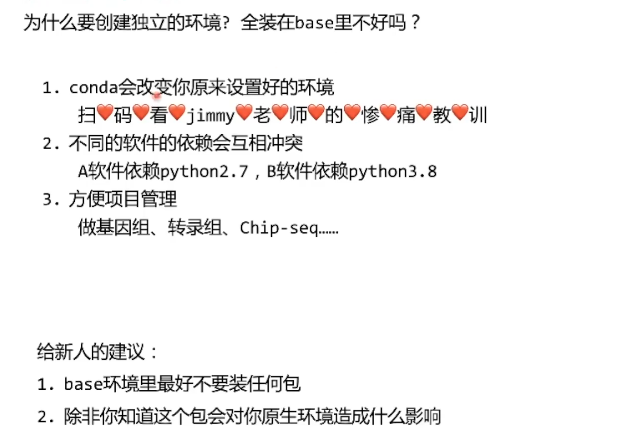 为什么要创建独立的环境? 全装在base里不好吗？
1. conda会改变你原来设置好的环境
扫❤️码❤️看❤️jimmy❤️老❤️师❤️的❤️惨❤️痛❤️教❤️训
2. 不同的软件的依赖会互相冲突
A软件依赖python2.7，B软件依赖python3.8
3. 方便项目管理
做基因组、转录组、Chip-seq……
给新人的建议：
1. base环境里最好不要装任何包
2. 除非你知道这个包会对你原生环境造成什么影响